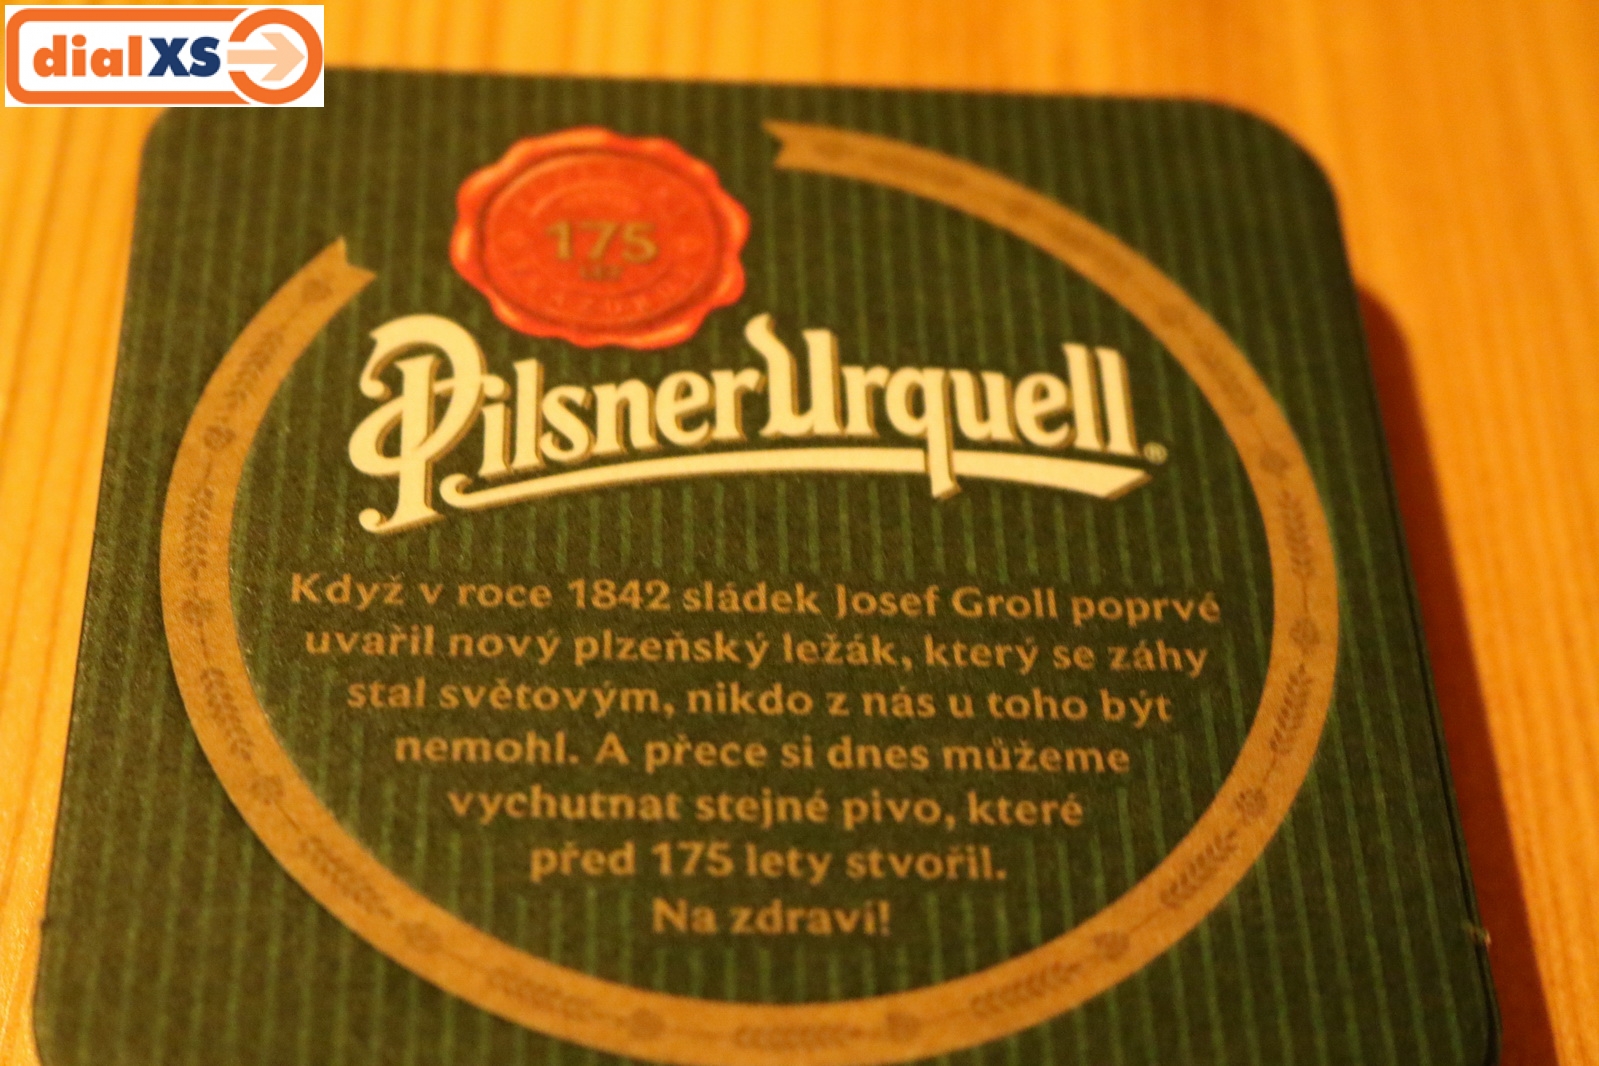 dialXS
175
Pilsner Urquell®
Když v roce 1842 sládek Josef Groll poprvé
uvařil nový plzeňský ležák, který se záhy
stal světovým, nikdo z nás u toho být
nemohl. A přece si dnes můžeme
vychutnat stejné pivo, které
před 175 lety stvořil.
Na zdraví!